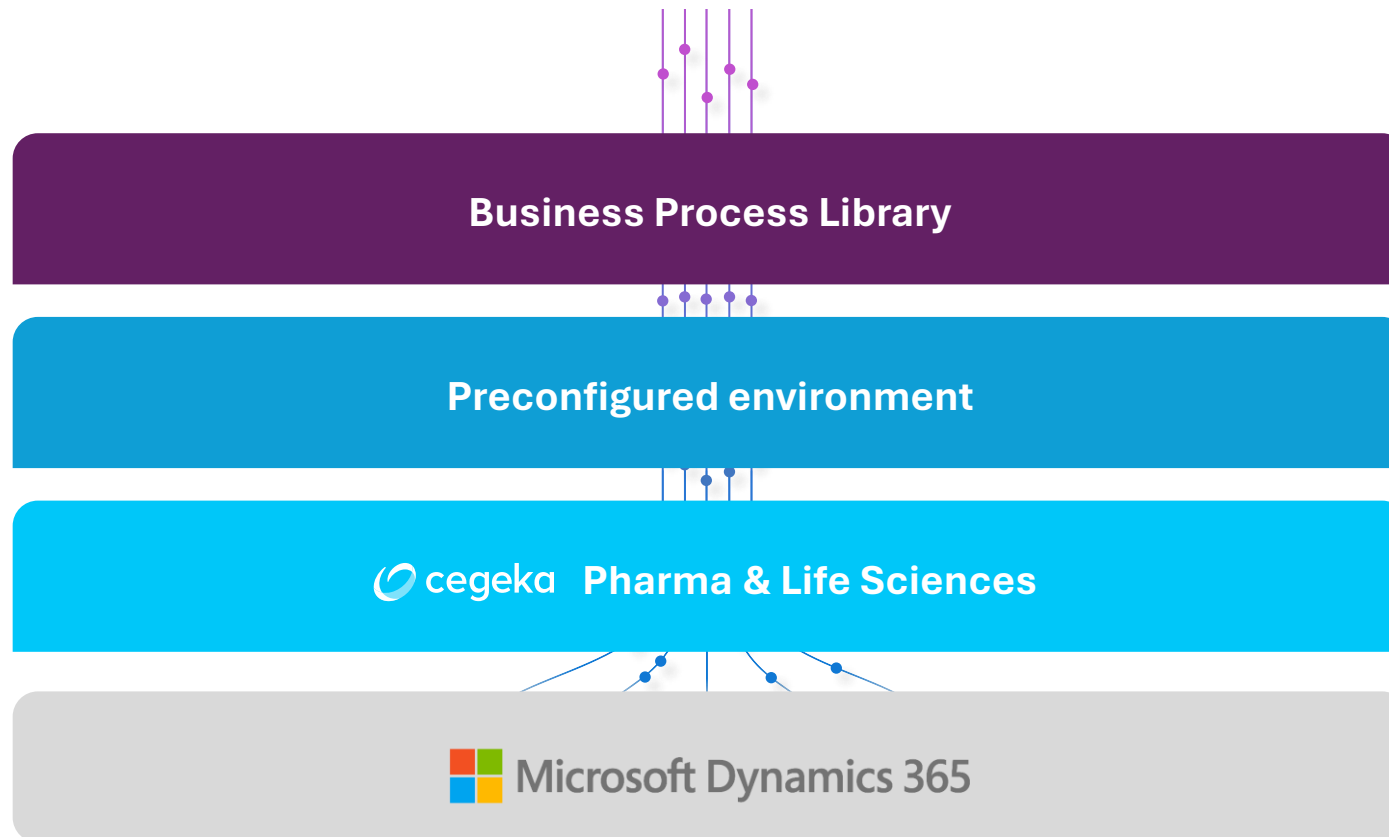 Business Process Library
Preconfigured environment
cegeka Pharma & Life Sciences
Microsoft Dynamics 365